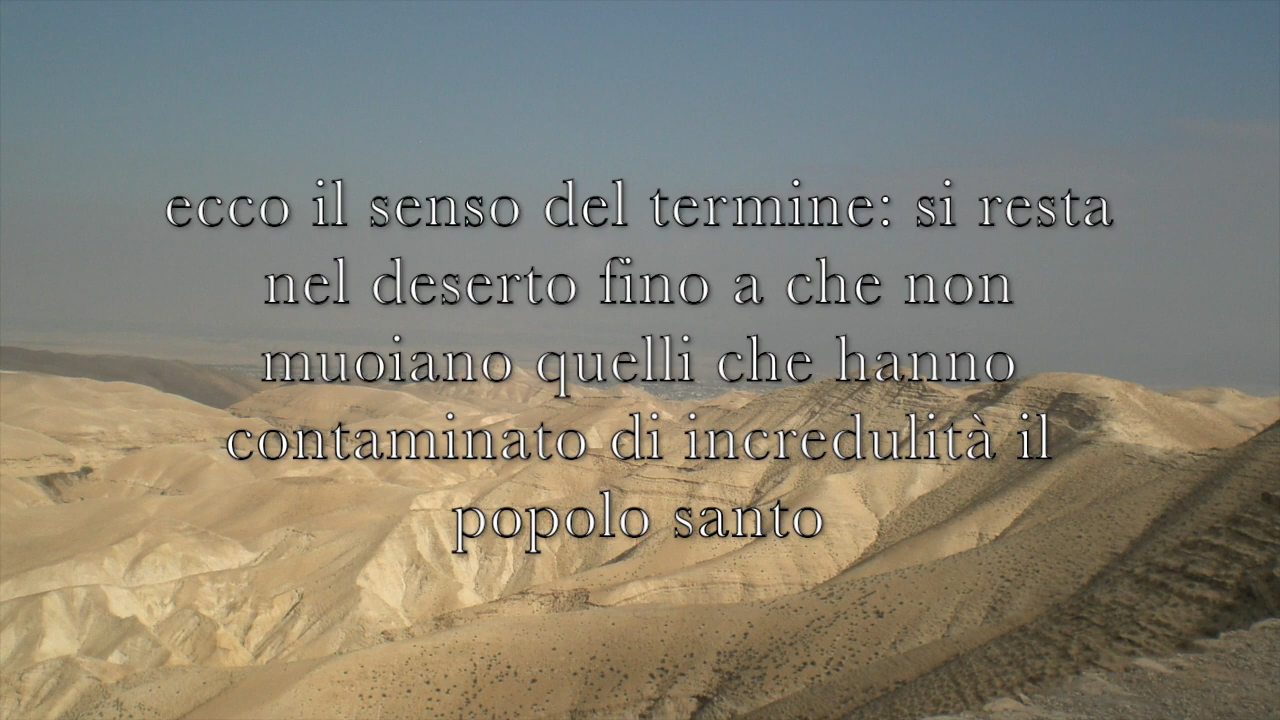 ecco il senso del termine: si resta
nel deserto fino a che non
muoiano quelli che hanno
contaminato di incredulità il
popolo santo